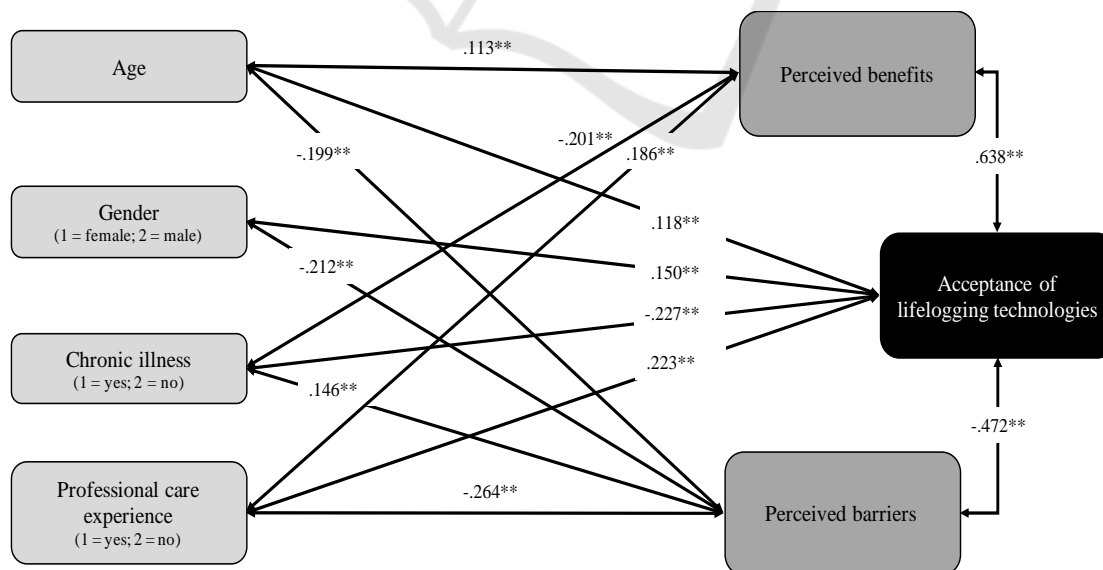 .113**
Age
Perceived benefits
-.201**
-.199**
.186**
.638**
Gender
(1 = female; 2 = male)
.118**
-.212**
.150**
Acceptance of
lifelogging technologies
-.227**
Chronic illness
(1 = yes; 2 = no)
.223**
.146**
-.472**
Professional care
experience
(1 = yes; 2 = no)
-.264**
Perceived barriers